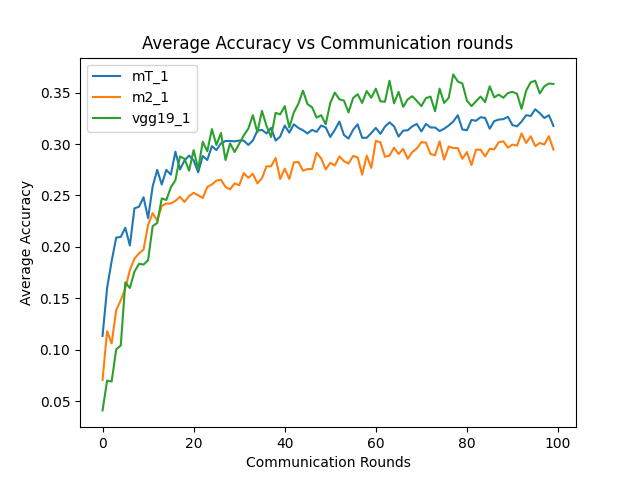 Average Accuracy vs Communication rounds
mT_1
m2_1
vgg19_1
Average Accuracy
0.35
0.30
0.25
0.20
0.15
0.10
0.05
0 20 40 60 80 100
Communication Rounds